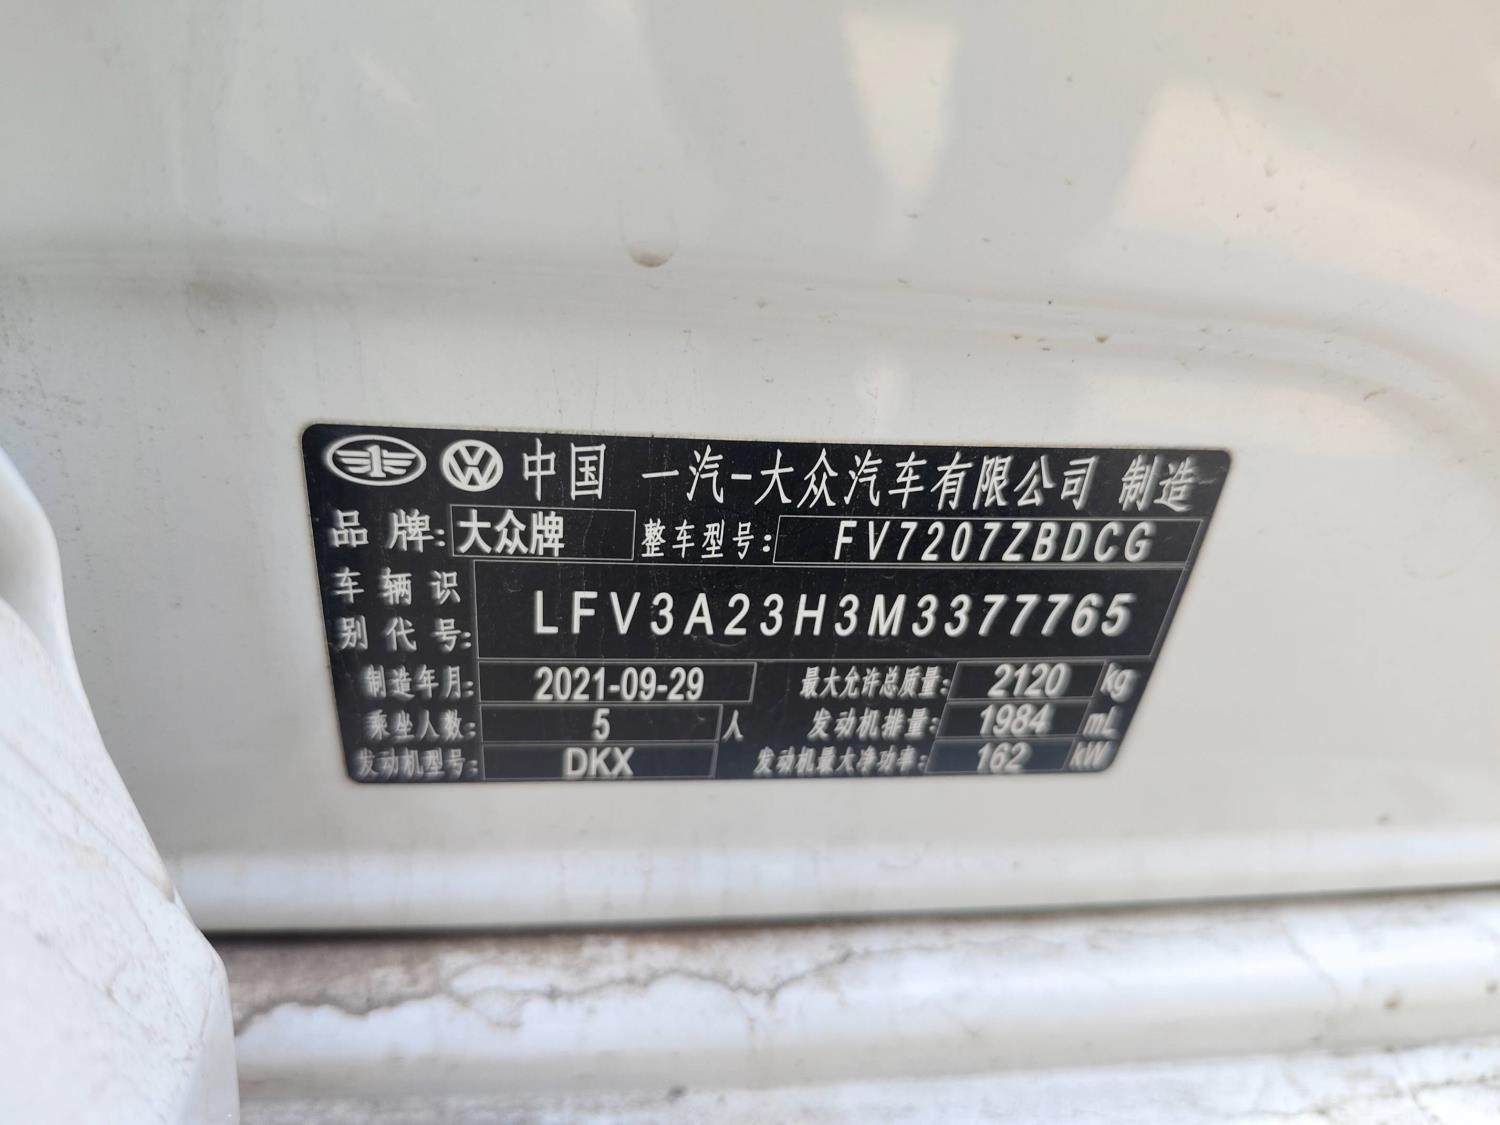 中国 一汽-大众汽车有限公司 制造
品牌: 大众牌 整车型号: FV7207ZBDCG
车辆识别代号: LFV3A23H3M3377765
制造年月: 2021-09-29 最大允许总质量: 2120 kg
乘坐人数: 5 人 发动机排量: 1984 mL
发动机型号: DKX 发动机最大净功率: 162 kW